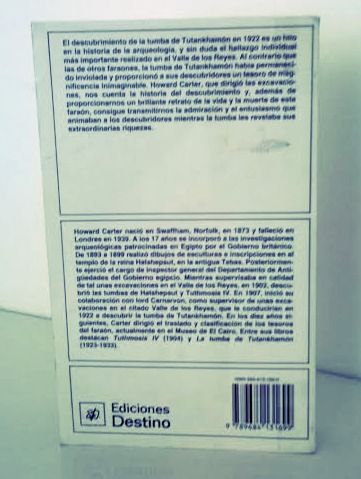 El descubrimiento de la tumba de Tutankhamón en 1922 es un hito
en la historia de la arqueología, y sin duda el hallazgo individual
más importante realizado en el Valle de los Reyes. Al contrario que
las de otros faraones, la tumba de Tutankhamón había permaneci-
do inviolada y proporcionó a sus descubridores un tesoro de mag-
nificencia inimaginable. Howard Carter, que dirigió las excavacio-
nes, nos cuenta la historia del descubrimiento y, además de
proporcionarnos un brillante retrato de la vida y la muerte de este
faraón, consigue transmitirnos la admiración y el entusiasmo que
animaban a los descubridores mientras la tumba les revelaba sus
extraordinarias riquezas.
Howard Carter nació en Swaffham, Norfolk, en 1873 y falleció en
Londres en 1939. A los 17 años se incorporó a las investigaciones
arqueológicas patrocinadas en Egipto por el Gobierno británico.
De 1893 a 1899 realizó dibujos de esculturas e inscripciones en el
templo de la reina Hatshepsut, en la antigua Tebas. Posteriormen-
te ejerció el cargo de inspector general del Departamento de Anti-
güedades del Gobierno egipcio. Mientras supervisaba en calidad
de tal unas excavaciones en el Valle de los Reyes, en 1902, descu-
brió las tumbas de Hatshepsut y Tuthmosis IV. En 1907, inició su
colaboración con lord Carnarvon, como supervisor de unas exca-
vaciones en el citado Valle de los Reyes, que le conducirían en
1922 a descubrir la tumba de Tutankhamón. En los diez años si-
guientes, Carter dirigió el traslado y clasificación de los tesoros
del faraón, actualmente en el Museo de El Cairo. Entre sus libros
destacan Tuthmosis IV (1904) y La tumba de Tutankhamón
(1923-1933).
Ediciones
Destino
9 789684 131699